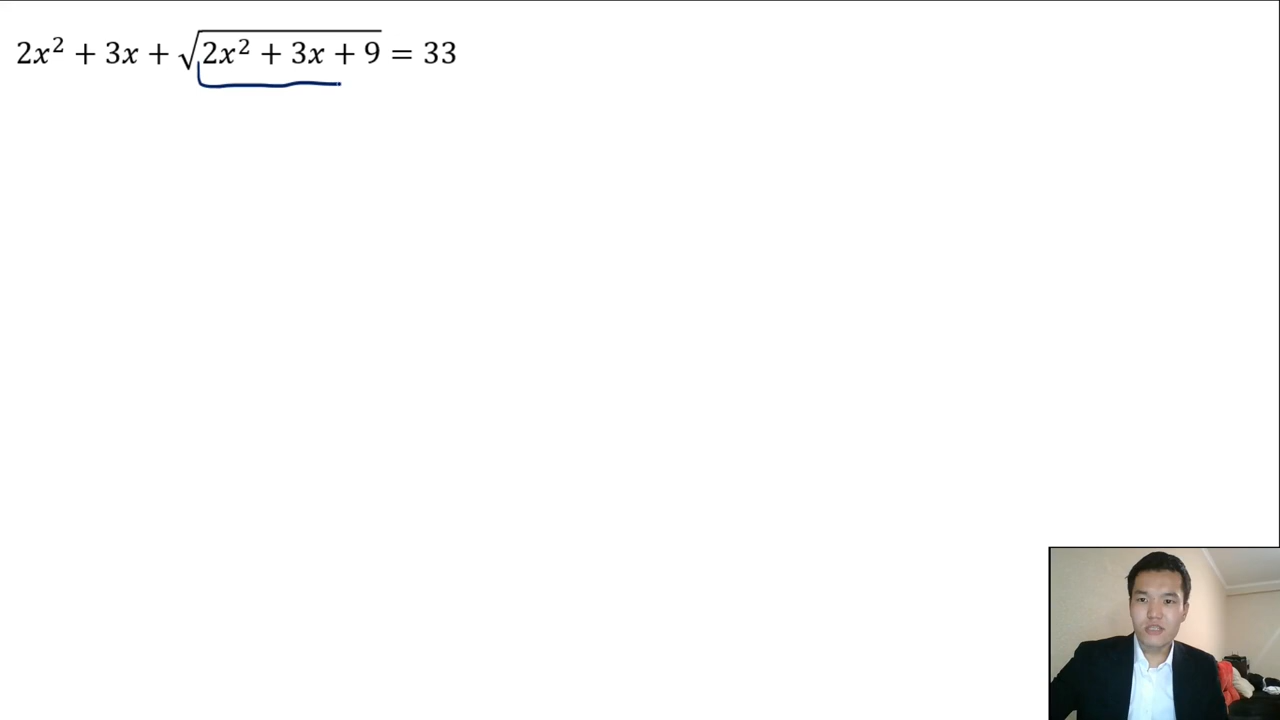 2x² + 3x + √(2x² + 3x + 9) = 33